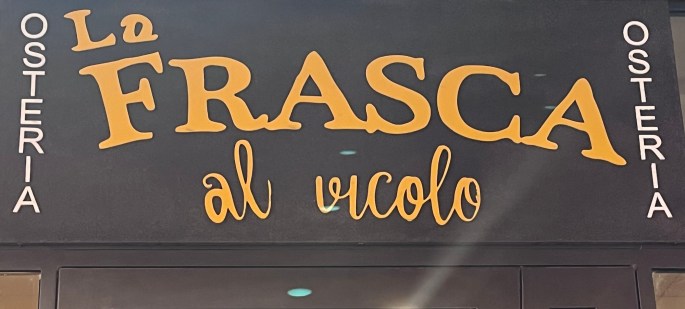 OSTERIA
La
FRASCA
al vicolo
OSTERIA